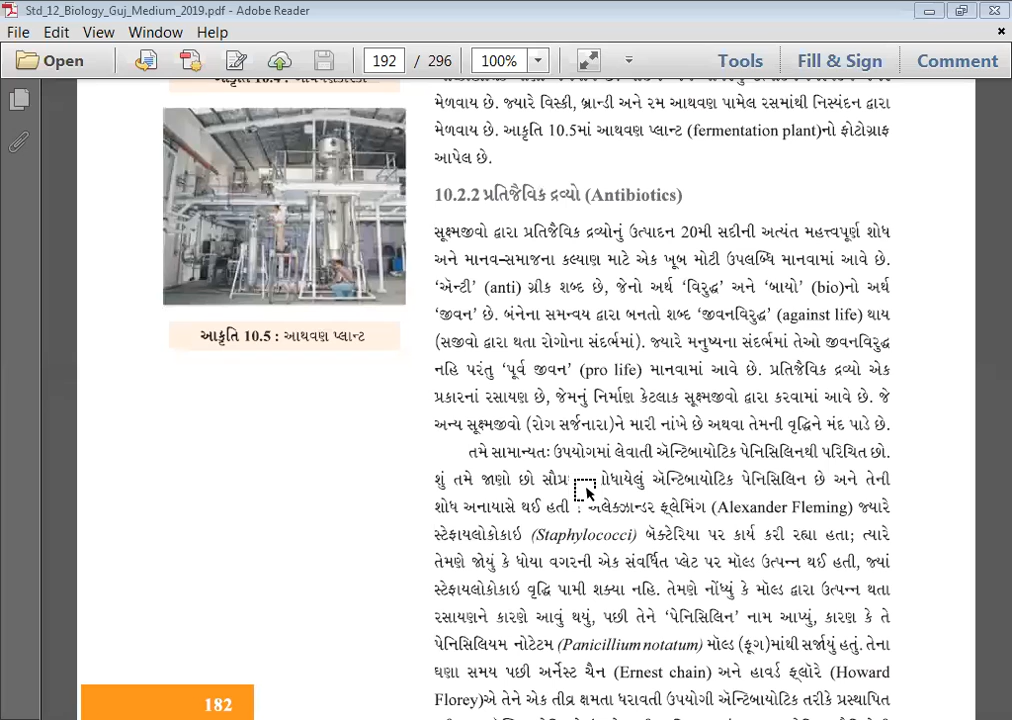 Std_12_Biology_Guj_Medium_2019.pdf - Adobe Reader
File Edit View Window Help
Open 192 / 296 100% Tools Fill & Sign Comment
મેળવાય છે. જ્યારે વિસ્કી, બ્રાન્ડી અને રમ આથવણ પામેલ રસમાંથી નિસ્યંદન દ્વારા
મેળવાય છે. આકૃતિ 10.5માં આથવણ પ્લાન્ટ (fermentation plant)નો ફોટોગ્રાફ
આપેલ છે.
10.2.2 પ્રતિજૈવિક દ્રવ્યો (Antibiotics)
સૂક્ષ્મજીવો દ્વારા પ્રતિજૈવિક દ્રવ્યોનું ઉત્પાદન 20મી સદીની અત્યંત મહત્ત્વપૂર્ણ શોધ
અને માનવ-સમાજના કલ્યાણ માટે એક ખૂબ મોટી ઉપલબ્ધિ માનવામાં આવે છે.
‘ઍન્ટી’ (anti) ગ્રીક શબ્દ છે, જેનો અર્થ ‘વિરુદ્ધ’ અને ‘બાયો’ (bio)નો અર્થ
‘જીવન’ છે. બંનેના સમન્વય દ્વારા બનતો શબ્દ ‘જીવનવિરુદ્ધ’ (against life) થાય
(સજીવો દ્વારા થતા રોગોના સંદર્ભમાં). જ્યારે મનુષ્યના સંદર્ભમાં તેઓ જીવનવિરુદ્ધ
નહિ પરંતુ ‘પૂર્વ જીવન’ (pro life) માનવામાં આવે છે. પ્રતિજૈવિક દ્રવ્યો એક
પ્રકારનાં રસાયણ છે, જેમનું નિર્માણ કેટલાક સૂક્ષ્મજીવો દ્વારા કરવામાં આવે છે. જે
અન્ય સૂક્ષ્મજીવો (રોગ સર્જનારા)ને મારી નાંખે છે અથવા તેમની વૃદ્ધિને મંદ પાડે છે.
તમે સામાન્યતઃ ઉપયોગમાં લેવાતી ઍન્ટિબાયોટિક પેનિસિલિનથી પરિચિત છો.
શું તમે જાણો છો ઍન્ટિબાયોટિક પેનિસિલિન છે અને તેની
શોધ અનાયાસે થઈ હતી : અલેક્ઝાન્ડર ફ્લેમિંગ (Alexander Fleming) જ્યારે
સ્ટેફાયલોકોકાઇ (Staphylococci) બૅક્ટેરિયા પર કાર્ય કરી રહ્યા હતા; ત્યારે
તેમણે જોયું કે ધોયા વગરની એક સંવર્ધિત પ્લેટ પર મૉલ્ડ ઉત્પન્ન થઈ હતી, જ્યાં
સ્ટેફાયલોકોકાઇ વૃદ્ધિ પામી શક્યા નહિ. તેમણે નોંધ્યું કે મૉલ્ડ દ્વારા ઉત્પન્ન થતા
રસાયણને કારણે આવું થયું, પછી તેને ‘પેનિસિલિન’ નામ આપ્યું, કારણ કે તે
પેનિસિલિયમ નોટેટમ (Panicillium notatum) મૉલ્ડ (ફૂગ)માંથી સર્જાયું હતું. તેના
ઘણા સમય પછી અર્નેસ્ટ ચૈન (Ernest chain) અને હાવર્ડ ફ્લૉરે (Howard
Florey)એ તેને એક તીવ્ર ક્ષમતા ધરાવતી ઉપયોગી ઍન્ટિબાયોટિક તરીકે પ્રસ્થાપિત
આકૃતિ 10.5 : આથવણ પ્લાન્ટ
182